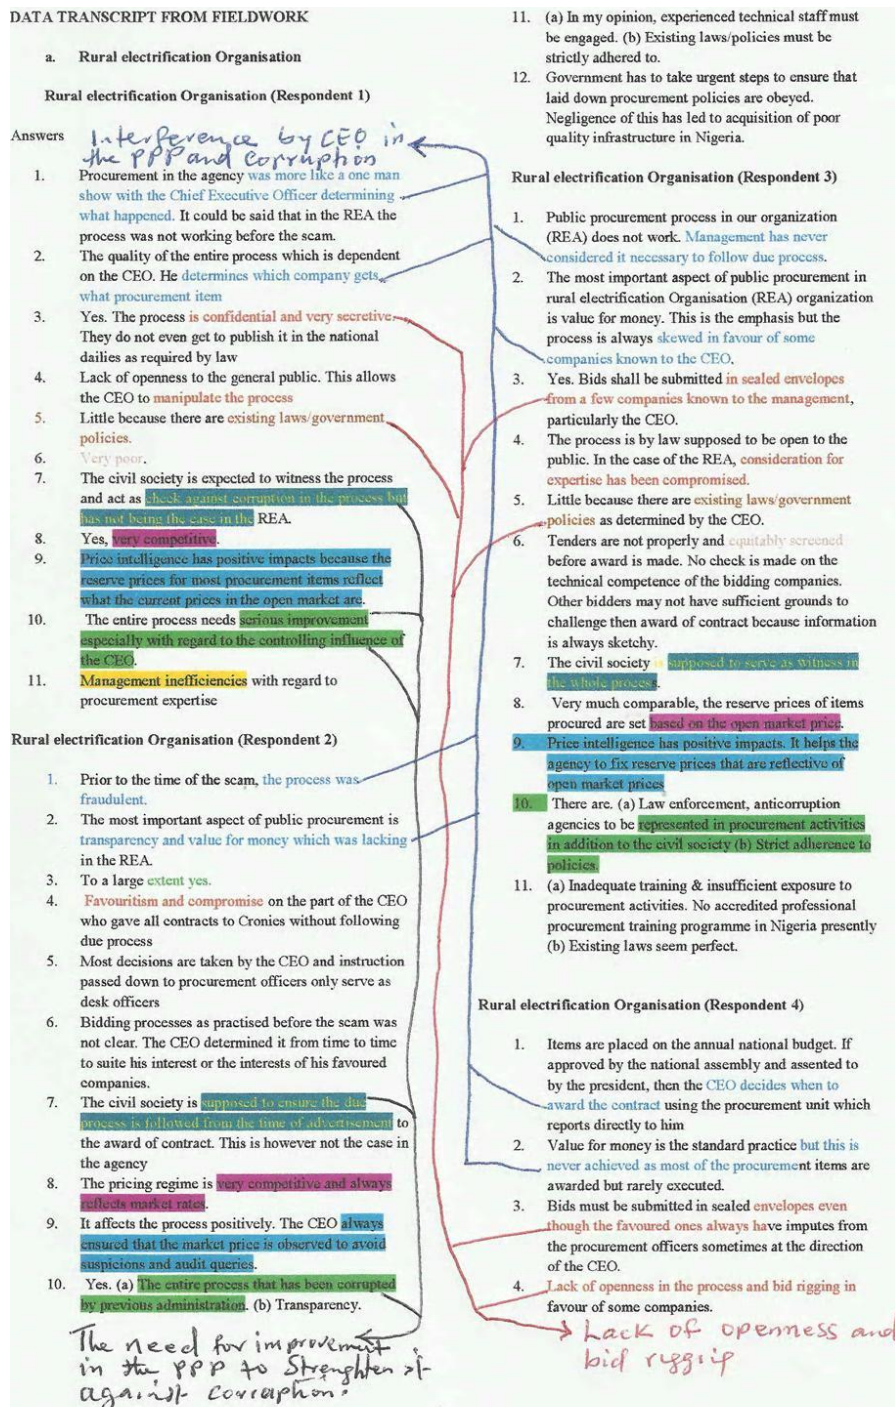 DATA TRANSCRIPT FROM FIELDWORK
a. Rural electrification Organisation
Rural electrification Organisation (Respondent 1)
Answers
Interference by CEO in
the PPP and corruption
1. Procurement in the agency was more like a one man
show with the Chief Executive Officer determining
what happened. It could be said that in the REA the
process was not working before the scam.
2. The quality of the entire process which is dependent
on the CEO. He determines which company gets
what procurement item
3. Yes. The process is confidential and very secretive.
They do not even get to publish it in the national
dailies as required by law
4. Lack of openness to the general public. This allows
the CEO to manipulate the process
5. Little because there are existing laws/government
policies.
6. Very poor.
7. The civil society is expected to witness the process
and act as check against corruption in the process but
has not being the case in the REA.
8. Yes, very competitive.
9. Price intelligence has positive impacts because the
reserve prices for most procurement items reflect
what the current prices in the open market are.
10. The entire process needs serious improvement
especially with regard to the controlling influence of
the CEO.
11. Management inefficiencies with regard to
procurement expertise
Rural electrification Organisation (Respondent 2)
1. Prior to the time of the scam, the process was
fraudulent.
2. The most important aspect of public procurement is
transparency and value for money which was lacking
in the REA.
3. To a large extent yes.
4. Favouritism and compromise on the part of the CEO
who gave all contracts to Cronies without following
due process
5. Most decisions are taken by the CEO and instruction
passed down to procurement officers only serve as
desk officers
6. Bidding processes as practised before the scam was
not clear. The CEO determined it from time to time
to suite his interest or the interests of his favoured
companies.
7. The civil society is supposed to ensure the due
process is followed from the time of advertisement to
the award of contract. This is however not the case in
the agency
8. The pricing regime is very competitive and always
reflects market rates.
9. It affects the process positively. The CEO always
ensured that the market price is observed to avoid
suspicions and audit queries.
10. Yes. (a) The entire process that has been corrupted
by previous administration. (b) Transparency.
The need for improvement
in the PPP to Strenghten it
against corruption.
11. (a) In my opinion, experienced technical staff must
be engaged. (b) Existing laws/policies must be
strictly adhered to.
12. Government has to take urgent steps to ensure that
laid down procurement policies are obeyed.
Negligence of this has led to acquisition of poor
quality infrastructure in Nigeria.
Rural electrification Organisation (Respondent 3)
1. Public procurement process in our organization
(REA) does not work. Management has never
considered it necessary to follow due process.
2. The most important aspect of public procurement in
rural electrification Organisation (REA) organization
is value for money. This is the emphasis but the
process is always skewed in favour of some
companies known to the CEO.
3. Yes. Bids shall be submitted in sealed envelopes
from a few companies known to the management,
particularly the CEO.
4. The process is by law supposed to be open to the
public. In the case of the REA, consideration for
expertise has been compromised.
5. Little because there are existing laws/government
policies as determined by the CEO.
6. Tenders are not properly and equitably screened
before award is made. No check is made on the
technical competence of the bidding companies.
Other bidders may not have sufficient grounds to
challenge then award of contract because information
is always sketchy.
7. The civil society is supposed to serve as witness in
the whole process.
8. Very much comparable, the reserve prices of items
procured are set based on the open market price.
9. Price intelligence has positive impacts. It helps the
agency to fix reserve prices that are reflective of
open market prices
10. There are. (a) Law enforcement, anticorruption
agencies to be represented in procurement activities
in addition to the civil society (b) Strict adherence to
policies.
11. (a) Inadequate training & insufficient exposure to
procurement activities. No accredited professional
procurement training programme in Nigeria presently
(b) Existing laws seem perfect.
Rural electrification Organisation (Respondent 4)
1. Items are placed on the annual national budget. If
approved by the national assembly and assented to
by the president, then the CEO decides when to
award the contract using the procurement unit which
reports directly to him
2. Value for money is the standard practice but this is
never achieved as most of the procurement items are
awarded but rarely executed.
3. Bids must be submitted in sealed envelopes even
though the favoured ones always have imputes from
the procurement officers sometimes at the direction
of the CEO.
4. Lack of openness in the process and bid rigging in
favour of some companies.
Lack of openness and
bid rigging